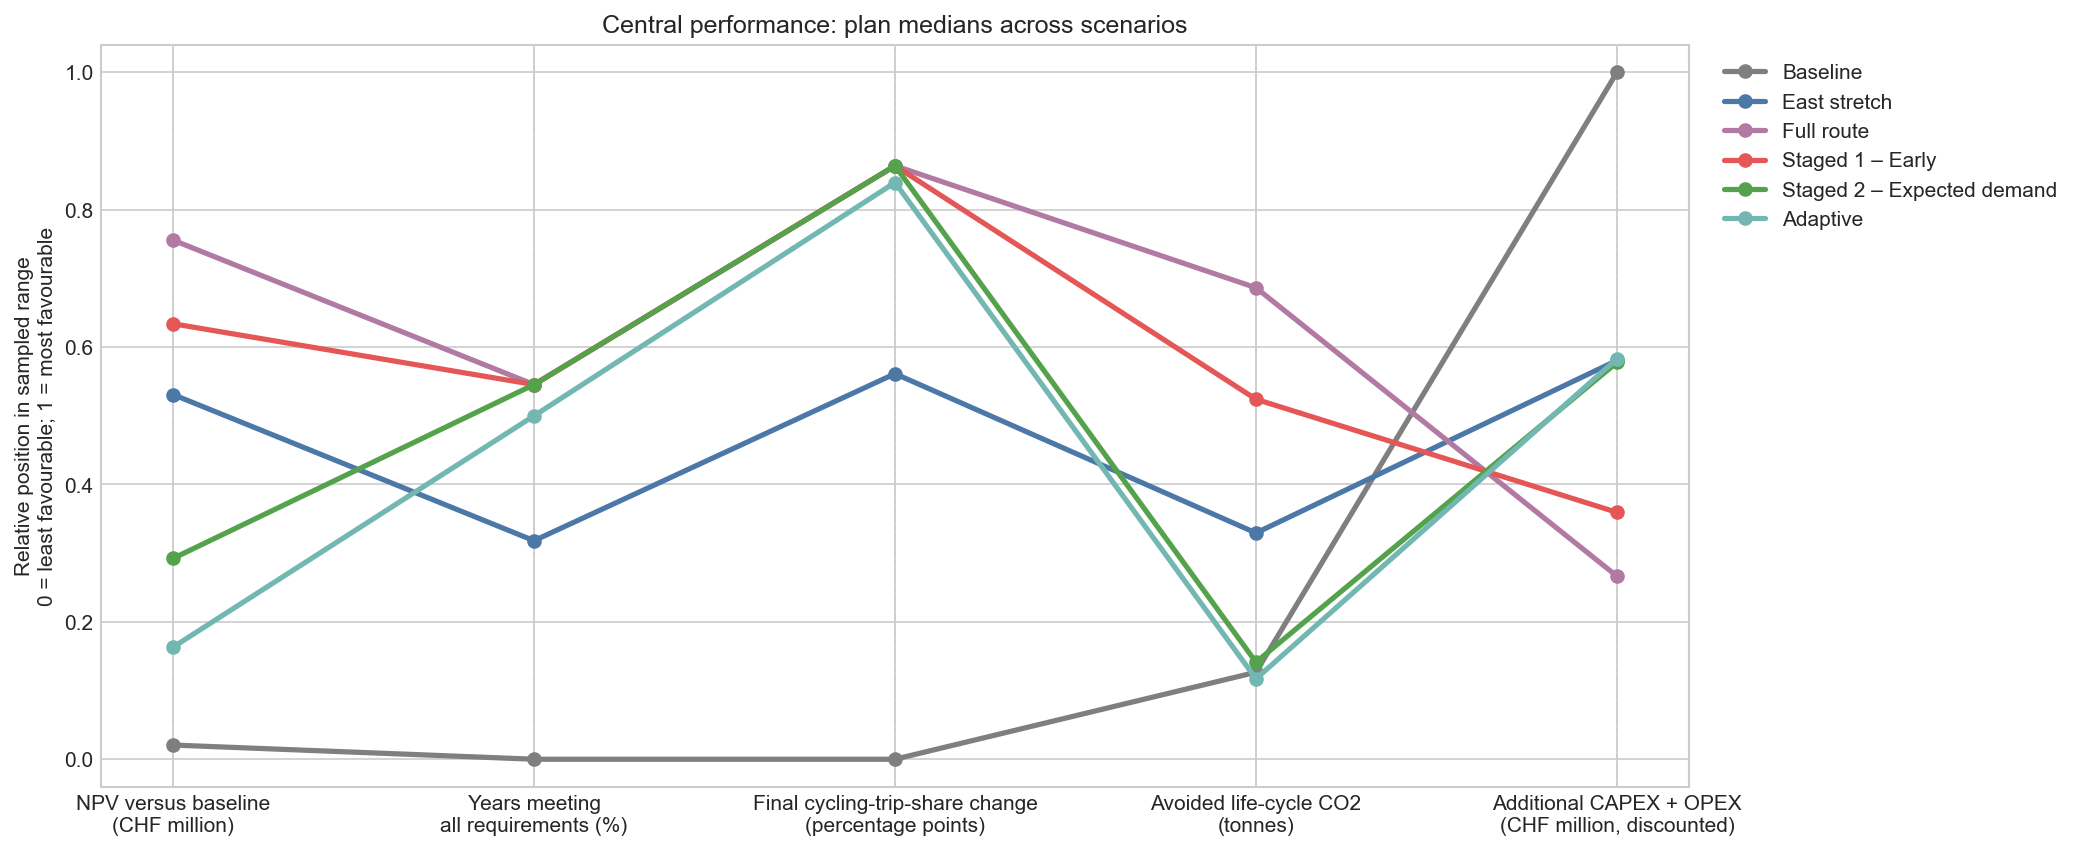 Central performance: plan medians across scenarios
Relative position in sampled range
0 = least favourable; 1 = most favourable
1.0
0.8
0.6
0.4
0.2
0.0
NPV versus baseline
(CHF million)
Years meeting
all requirements (%)
Final cycling-trip-share change
(percentage points)
Avoided life-cycle CO2
(tonnes)
Additional CAPEX + OPEX
(CHF million, discounted)
Baseline
East stretch
Full route
Staged 1 – Early
Staged 2 – Expected demand
Adaptive